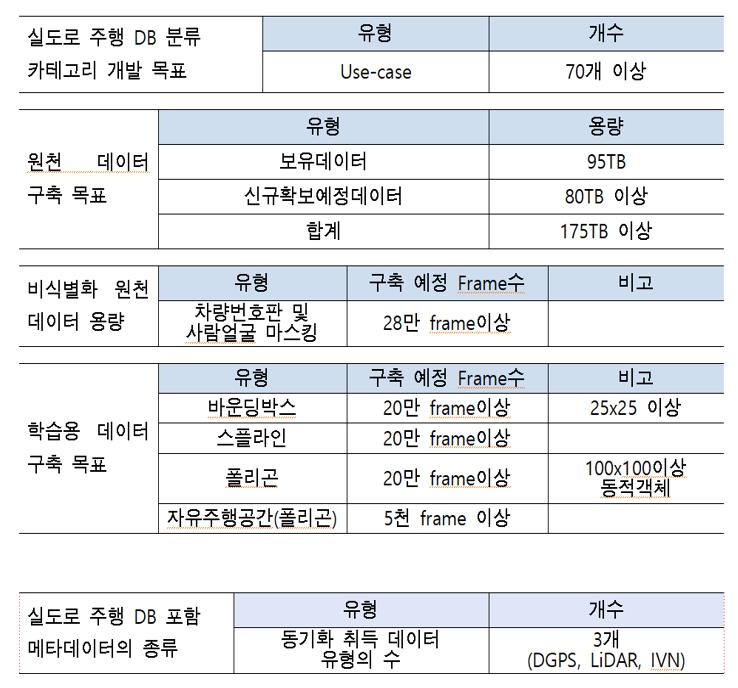 실도로 주행 DB 분류
카테고리 개발 목표
유형
개수
Use-case
70개 이상
원천 데이터
구축 목표
유형
용량
보유데이터
95TB
신규확보예정데이터
80TB 이상
합계
175TB 이상
비식별화 원천
데이터 용량
유형
구축 예정 Frame수
비고
차량번호판 및
사람얼굴 마스킹
28만 frame이상
학습용 데이터
구축 목표
유형
구축 예정 Frame수
비고
바운딩박스
20만 frame이상
25x25 이상
스플라인
20만 frame이상
폴리곤
20만 frame이상
100x100이상
동적객체
자유주행공간(폴리곤)
5천 frame 이상
실도로 주행 DB 포함
메타데이터의 종류
유형
개수
동기화 취득 데이터
유형의 수
3개
(DGPS, LiDAR, IVN)